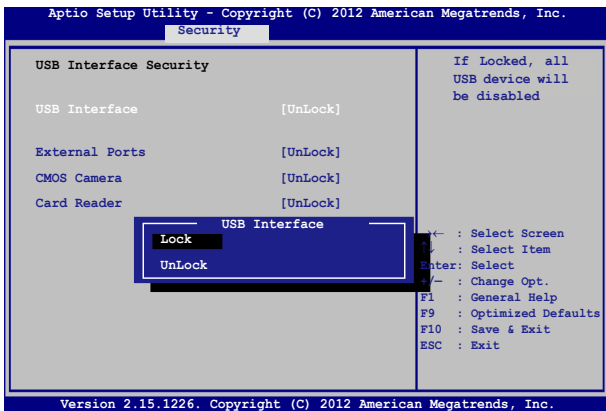 Aptio Setup Utility - Copyright (C) 2012 American Megatrends, Inc.
Security
USB Interface Security
USB Interface [UnLock]
External Ports [UnLock]
CMOS Camera [UnLock]
Card Reader [UnLock]
USB Interface
Lock
UnLock
If Locked, all
USB device will
be disabled
→← : Select Screen
↑↓ : Select Item
Enter: Select
+/— : Change Opt.
F1 : General Help
F9 : Optimized Defaults
F10 : Save & Exit
ESC : Exit
Version 2.15.1226. Copyright (C) 2012 American Megatrends, Inc.